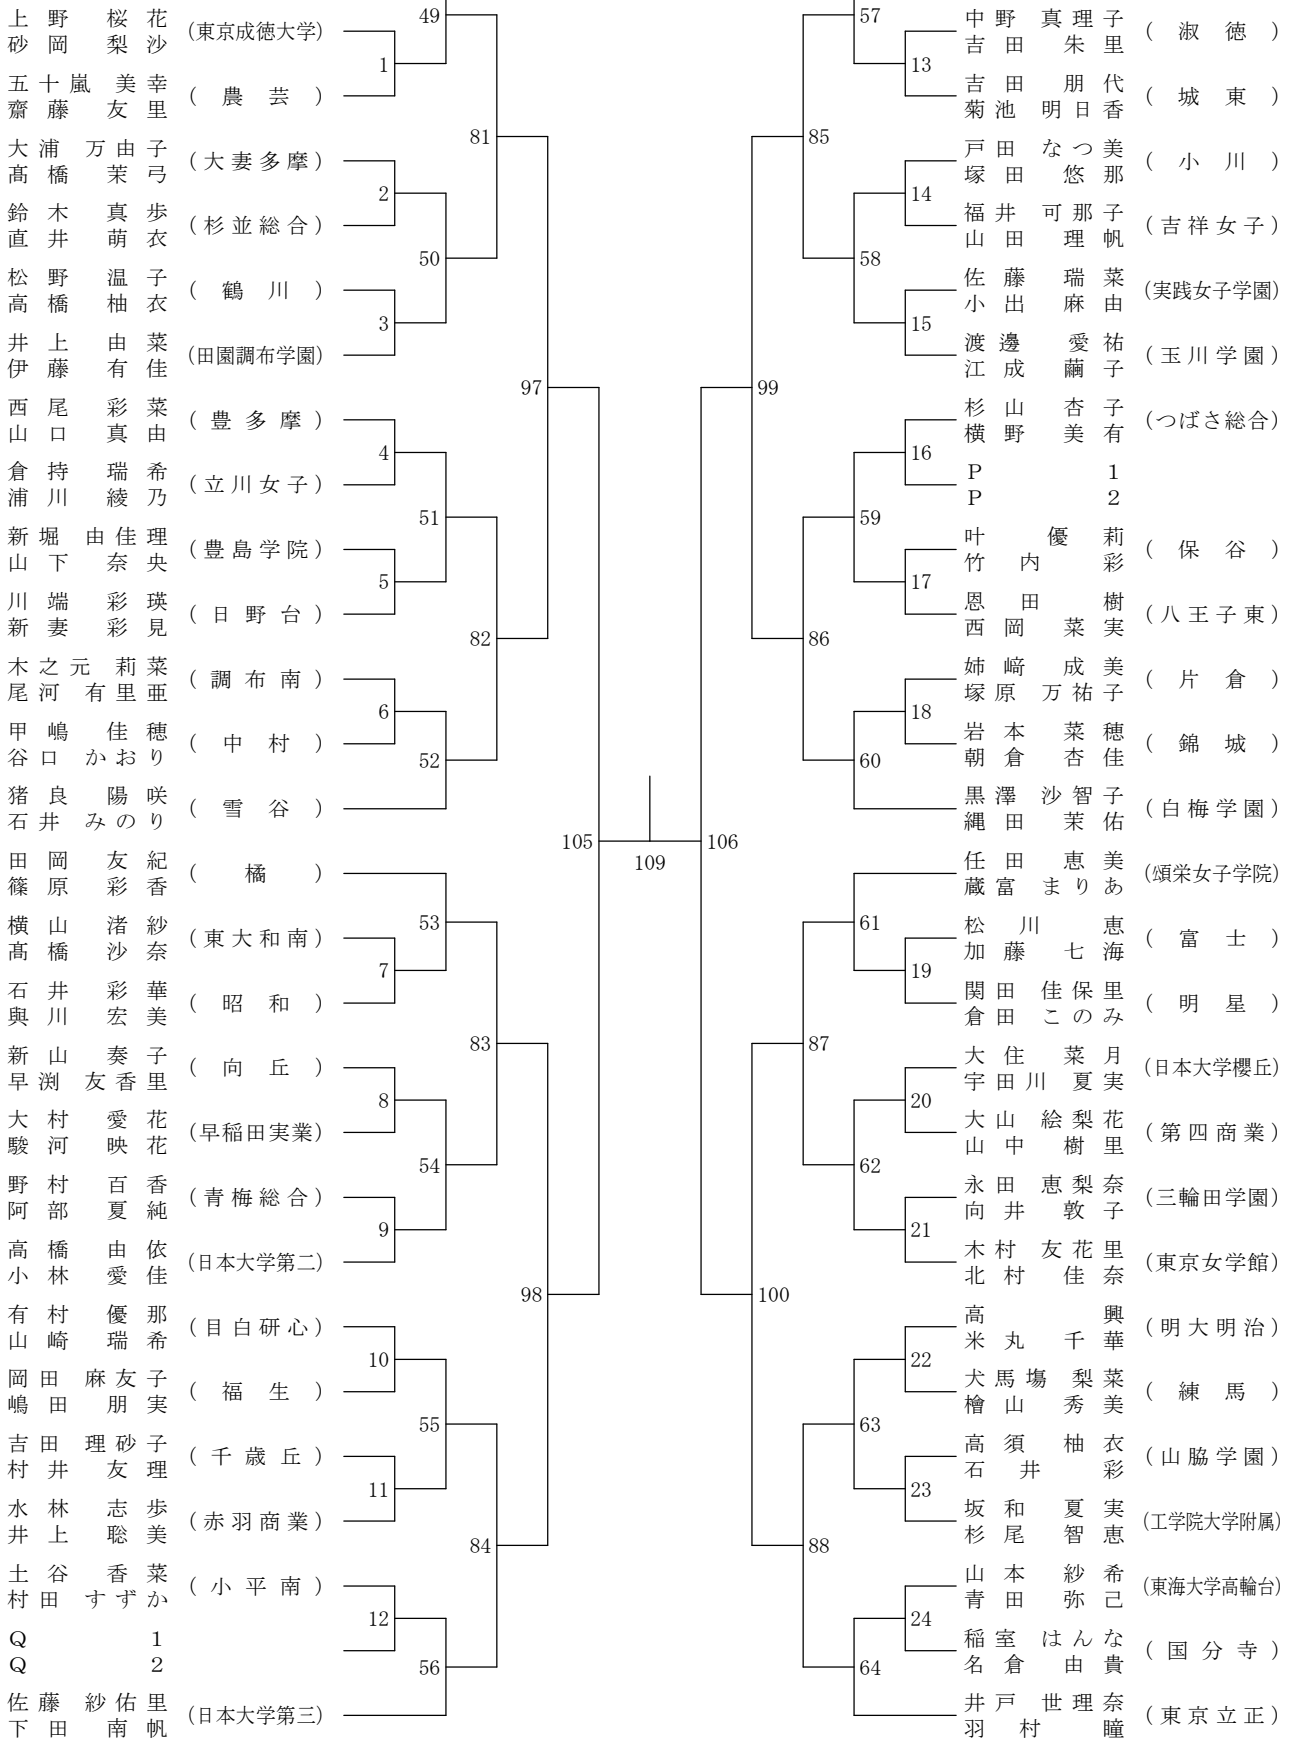 上野 桜花
砂岡 梨沙
(東京成徳大学)
五十嵐 美幸
齋藤 友里
(農芸)
大浦 万由子
髙橋 茉弓
(大妻多摩)
鈴木 真歩
直井 萌衣
(杉並総合)
松野 温子
高橋 柚衣
(鶴川)
井上 由菜
伊藤 有佳
(田園調布学園)
西尾 彩菜
山口 真由
(豊多摩)
倉持 瑞希
浦川 綾乃
(立川女子)
新堀 由佳理
山下 奈央
(豊島学院)
川端 彩瑛
新妻 彩見
(日野台)
木之元 莉菜
尾河 有里亜
(調布南)
甲嶋 佳穂
谷口 かおり
(中村)
猪良 陽咲
石井 みのり
(雪谷)
田岡 友紀
篠原 彩香
(橘)
横山 渚紗
髙橋 沙奈
(東大和南)
石井 彩華
與川 宏美
(昭和)
新山 奏子
早渕 友香里
(向丘)
大村 愛花
駿河 映花
(早稲田実業)
野村 百香
阿部 夏純
(青梅総合)
高橋 由依
小林 愛佳
(日本大学第二)
有村 優那
山崎 瑞希
(目白研心)
岡田 麻友子
嶋田 朋実
(福生)
吉田 理砂子
村井 友理
(千歳丘)
水林 志歩
井上 聡美
(赤羽商業)
土谷 香菜
村田 すずか
(小平南)
Q 1
Q 2
佐藤 紗佑里
下田 南帆
(日本大学第三)
1
2
3
4
5
6
7
8
9
10
11
12
49
50
51
52
53
54
55
56
81
82
83
84
97
98
105
109
106
99
100
85
86
87
88
57
58
59
60
61
62
63
64
13
14
15
16
17
18
19
20
21
22
23
24
中野 真理子
吉田 朱里
(淑徳)
吉田 朋代
菊池 明日香
(城東)
戸田 なつ美
塚田 悠那
(小川)
福井 可那子
山田 理帆
(吉祥女子)
佐藤 瑞菜
小出 麻由
(実践女子学園)
渡邊 愛祐
江成 繭子
(玉川学園)
杉山 杏子
横野 美有
(つばさ総合)
P 1
P 2
叶 優莉
竹内 彩
(保谷)
恩田 樹
西岡 菜実
(八王子東)
姉崎 成美
塚原 万祐子
(片倉)
岩本 菜穂
朝倉 杏佳
(錦城)
黒澤 沙智子
縄田 茉佑
(白梅学園)
任田 恵美
蔵富 まりあ
(頌栄女子学院)
松川 恵
加藤 七海
(富士)
関田 佳保里
倉田 このみ
(明星)
大住 菜月
宇田川 夏実
(日本大学櫻丘)
大山 絵梨花
山中 樹里
(第四商業)
永田 恵梨奈
向井 敦子
(三輪田学園)
木村 友花里
北村 佳奈
(東京女学館)
高 興
米丸 千華
(明大明治)
犬馬塲 梨菜
檜山 秀美
(練馬)
高須 柚衣
石井 彩
(山脇学園)
坂和 夏実
杉尾 智恵
(工学院大学附属)
山本 紗希
青田 弥己
(東海大学高輪台)
稲室 はんな
名倉 由貴
(国分寺)
井戸 世理奈
羽村 瞳
(東京立正)